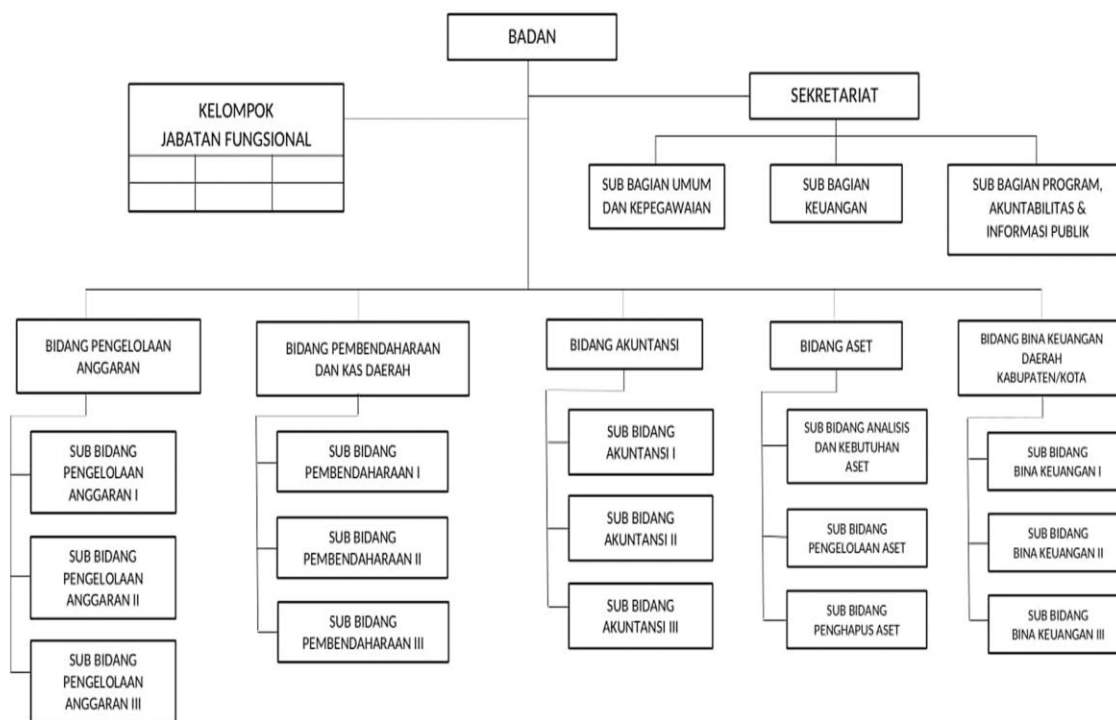 BADAN
SEKRETARIAT
KELOMPOK
JABATAN FUNGSIONAL
SUB BAGIAN UMUM
DAN KEPEGAWAIAN
SUB BAGIAN
KEUANGAN
SUB BAGIAN PROGRAM,
AKUNTABILITAS &
INFORMASI PUBLIK
BIDANG PENGELOLAAN
ANGGARAN
BIDANG PEMBENDAHARAAN
DAN KAS DAERAH
BIDANG AKUNTANSI
BIDANG ASET
BIDANG BINA KEUANGAN
DAERAH
KABUPATEN/KOTA
SUB BIDANG
PENGELOLAAN
ANGGARAN I
SUB BIDANG
PENGELOLAAN
ANGGARAN II
SUB BIDANG
PENGELOLAAN
ANGGARAN III
SUB BIDANG
PEMBENDAHARAAN I
SUB BIDANG
PEMBENDAHARAAN II
SUB BIDANG
PEMBENDAHARAAN III
SUB BIDANG
AKUNTANSI I
SUB BIDANG
AKUNTANSI II
SUB BIDANG
AKUNTANSI III
SUB BIDANG ANALISIS
DAN KEBUTUHAN
ASET
SUB BIDANG
PENGELOLAAN ASET
SUB BIDANG
PENGHAPUS ASET
SUB BIDANG
BINA KEUANGAN I
SUB BIDANG
BINA KEUANGAN II
SUB BIDANG
BINA KEUANGAN III